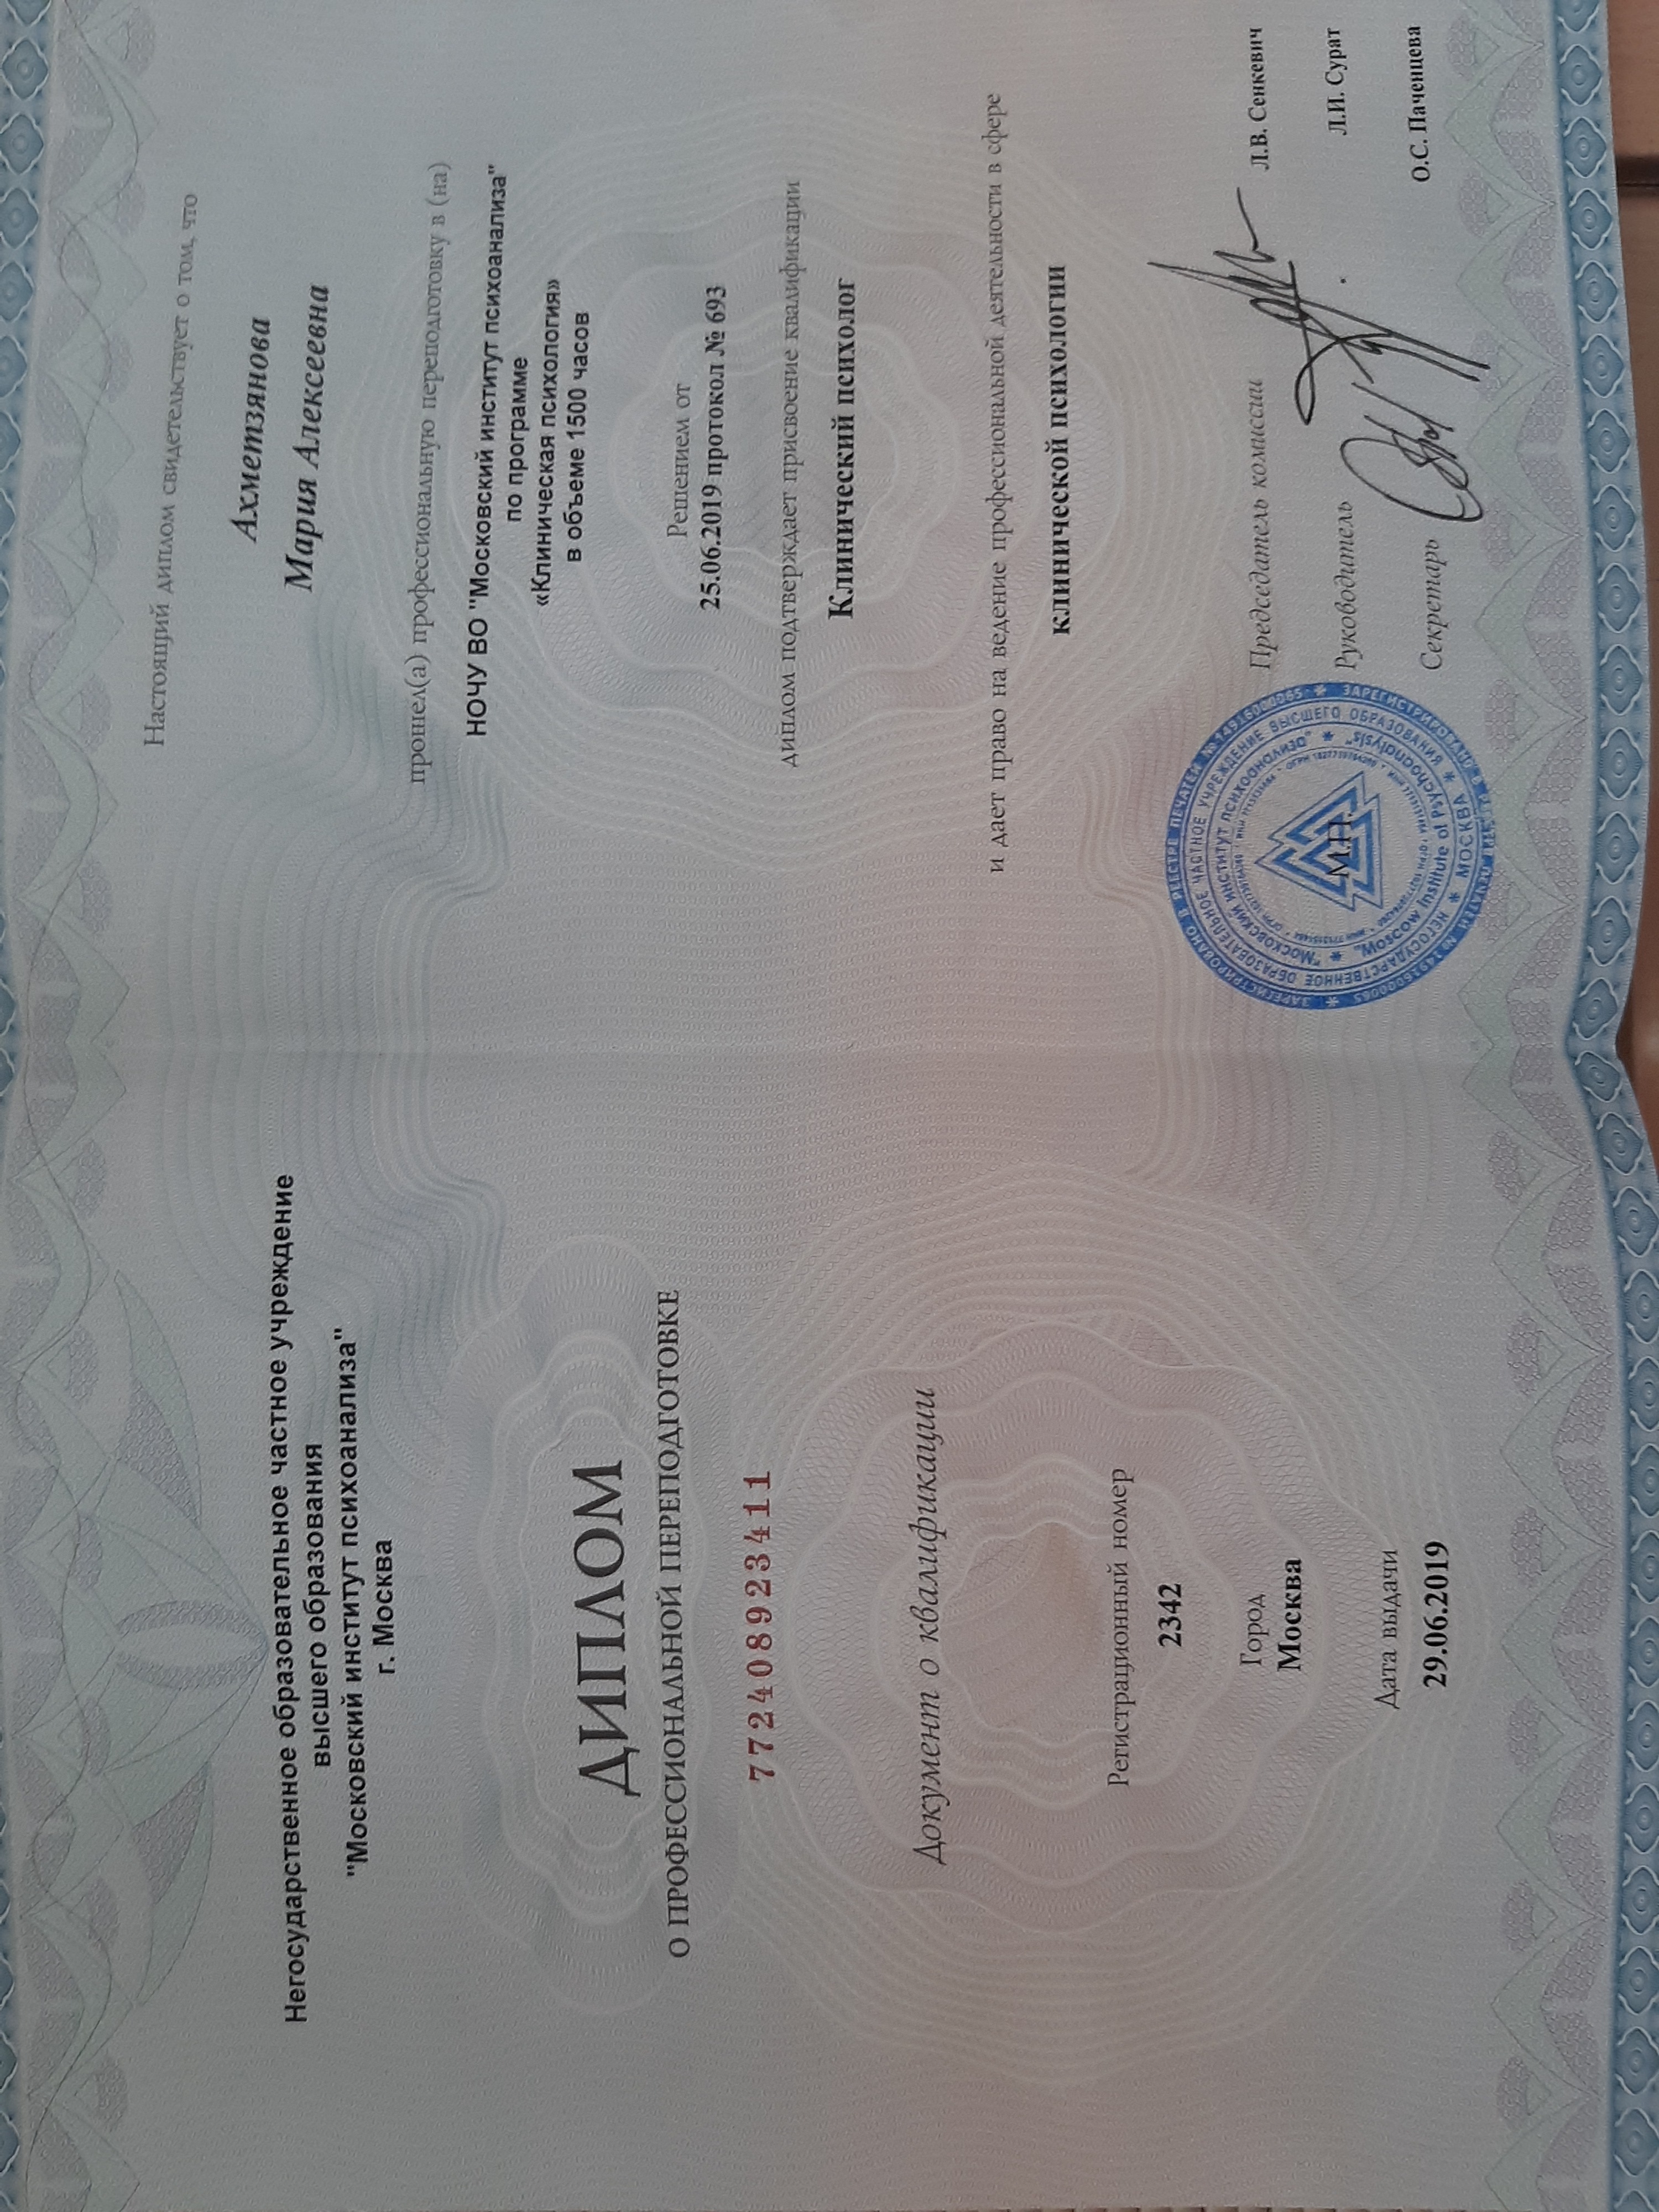 Негосударственное образовательное частное учреждение
высшего образования
"Московский институт психоанализа"
г. Москва
ДИПЛОМ
О ПРОФЕССИОНАЛЬНОЙ ПЕРЕПОДГОТОВКЕ
772408923411
Документ о квалификации
Регистрационный номер
2342
Город
Москва
Дата выдачи
29.06.2019
Настоящий диплом свидетельствует о том, что
Ахметзянова
Мария Алексеевна
прошел(а) профессиональную переподготовку в (на)
НОЧУ ВО "Московский институт психоанализа"
по программе
«Клиническая психология»
в объеме 1500 часов
Решением от
25.06.2019 протокол № 693
диплом подтверждает присвоение квалификации
Клинический психолог
и дает право на ведение профессиональной деятельности в сфере
клинической психологии
Председатель комиссии
Л.В. Сенкевич
Руководитель
Л.И. Сурат
Секретарь
О.С. Паченцева
М.П.
ЗАРЕГИСТРИРОВАНО В РЕЕСТРЕ ПЕЧАТЕЙ
НЕГОСУДАРСТВЕННОЕ ОБРАЗОВАТЕЛЬНОЕ ЧАСТНОЕ УЧРЕЖДЕНИЕ ВЫСШЕГО ОБРАЗОВАНИЯ
* МОСКВА *
"Московский институт психоанализа"
"Moscow Institute of Psychoanalysis"